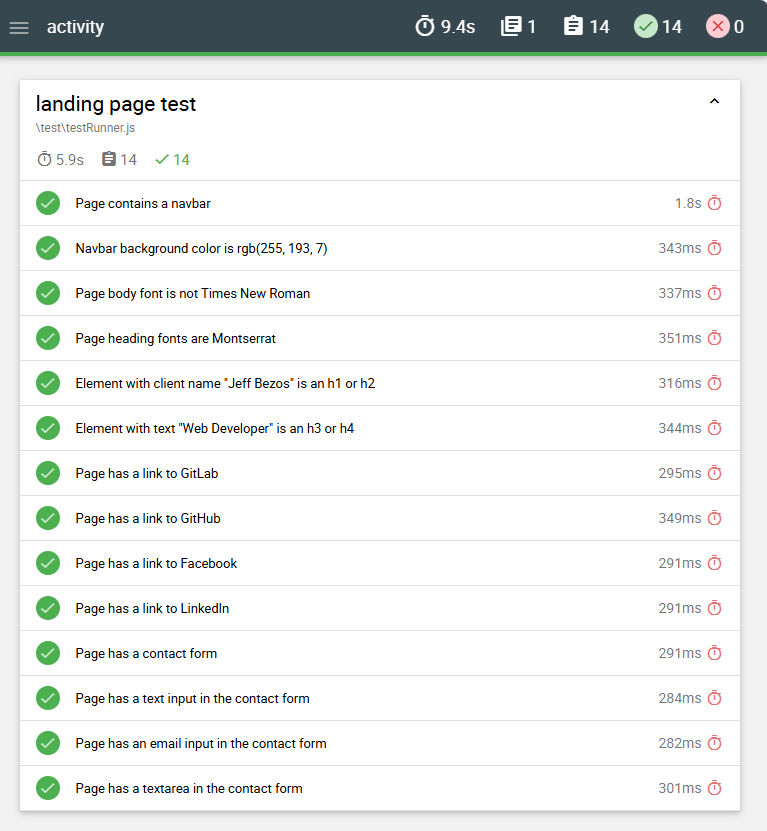 activity 9.4s 1 14 14 0
landing page test
\test\testRunner.js
5.9s 14 14
Page contains a navbar 1.8s
Navbar background color is rgb(255, 193, 7) 343ms
Page body font is not Times New Roman 337ms
Page heading fonts are Montserrat 351ms
Element with client name "Jeff Bezos" is an h1 or h2 316ms
Element with text "Web Developer" is an h3 or h4 344ms
Page has a link to GitLab 295ms
Page has a link to GitHub 349ms
Page has a link to Facebook 291ms
Page has a link to LinkedIn 291ms
Page has a contact form 291ms
Page has a text input in the contact form 284ms
Page has an email input in the contact form 282ms
Page has a textarea in the contact form 301ms